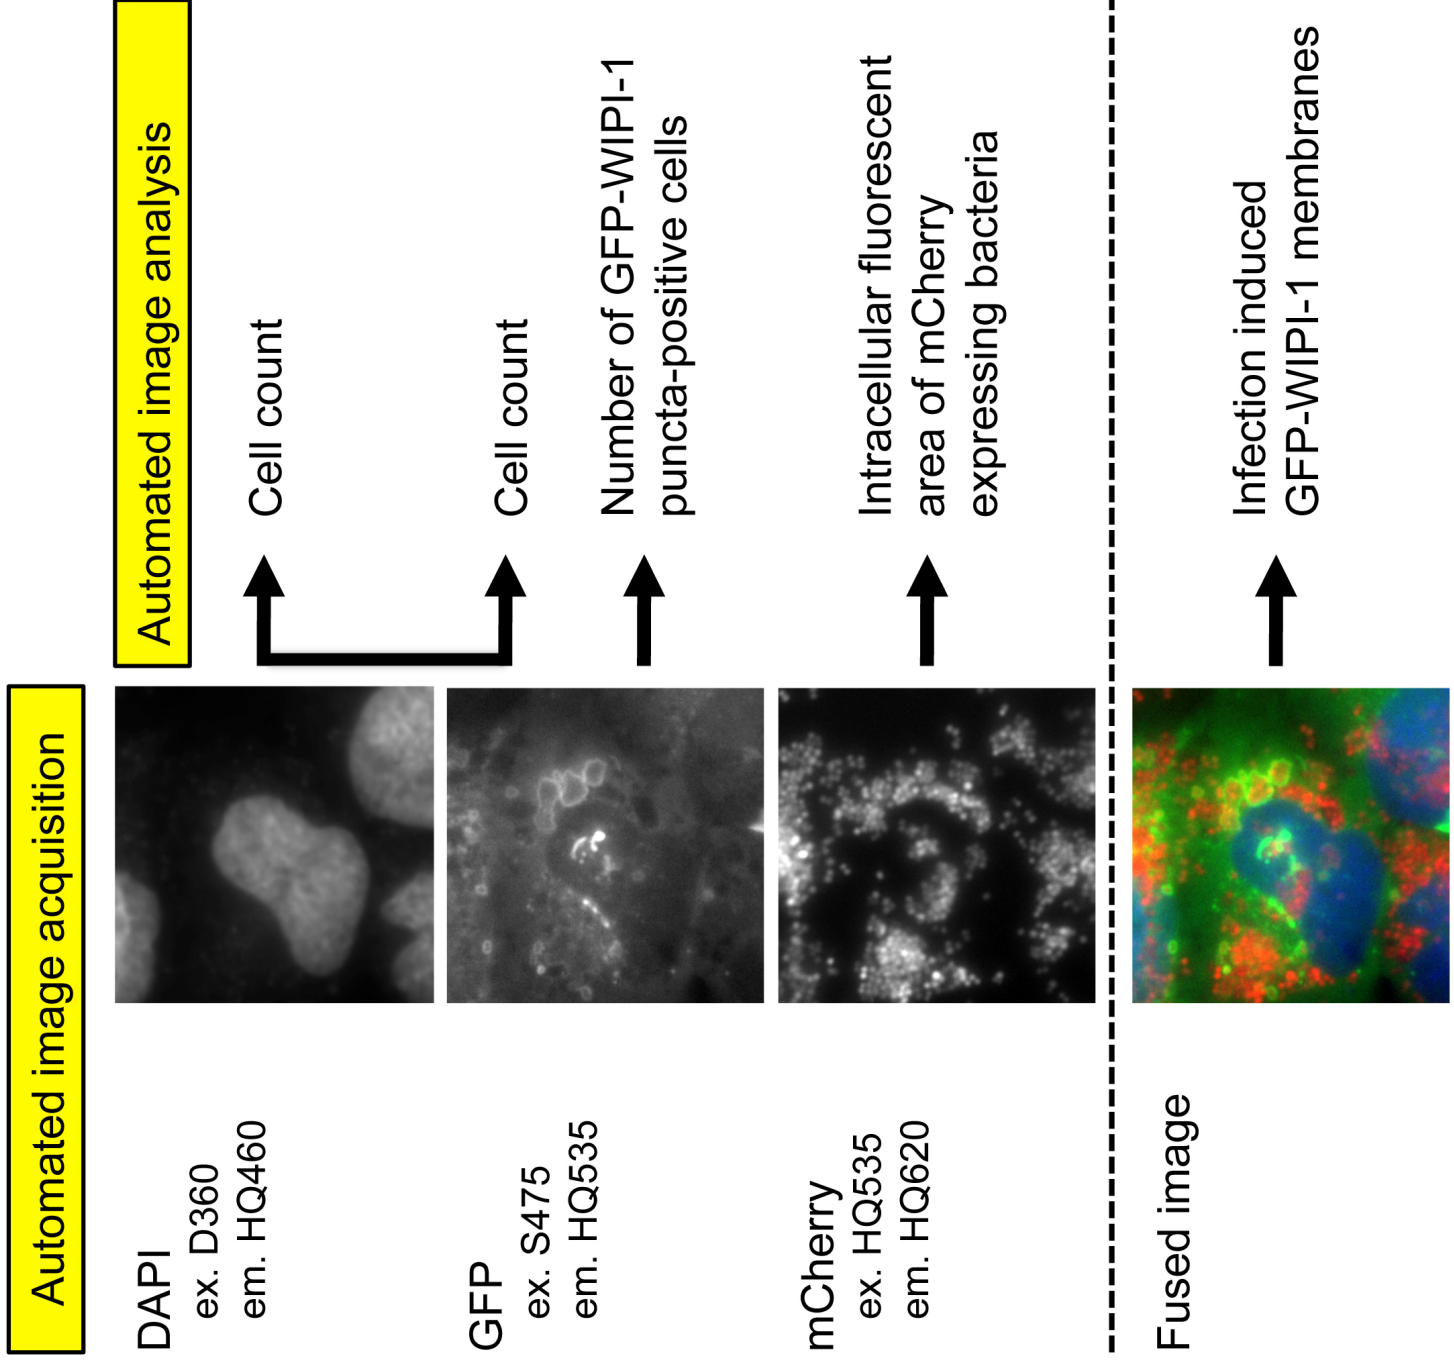 Automated image acquisition
Automated image analysis
DAPI
ex. D360
em. HQ460
Cell count
GFP
ex. S475
em. HQ535
Cell count
Number of GFP-WIPI-1
puncta-positive cells
mCherry
ex. HQ535
em. HQ620
Intracellular fluorescent
area of mCherry
expressing bacteria
Fused image
Infection induced
GFP-WIPI-1 membranes